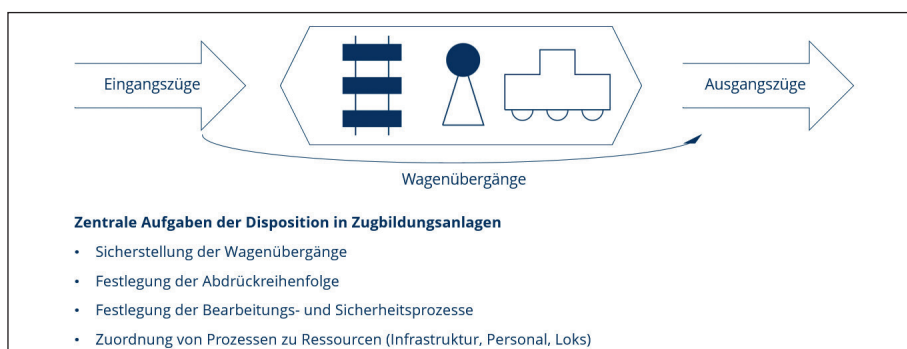 Eingangszüge
Ausgangszüge
Wagenübergänge
Zentrale Aufgaben der Disposition in Zugbildungsanlagen
• Sicherstellung der Wagenübergänge
• Festlegung der Abdrückreihenfolge
• Festlegung der Bearbeitungs- und Sicherheitsprozesse
• Zuordnung von Prozessen zu Ressourcen (Infrastruktur, Personal, Loks)